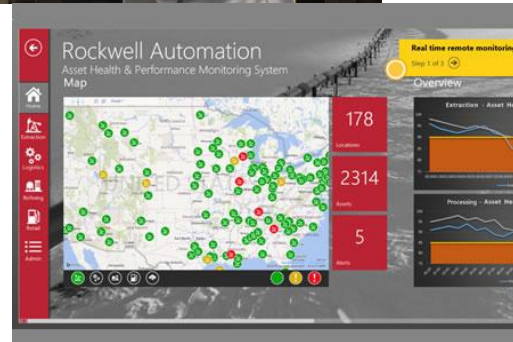 Rockwell Automation
Asset Health & Performance Monitoring System
Map
Real time remote monitoring
Step 1 of 3
Overview
Home
Extraction
Logistics
Refining
Retail
Admin
UNITED
178
Locations
2314
Assets
5
Alerts
Extraction - Asset He
Processing - Asset He